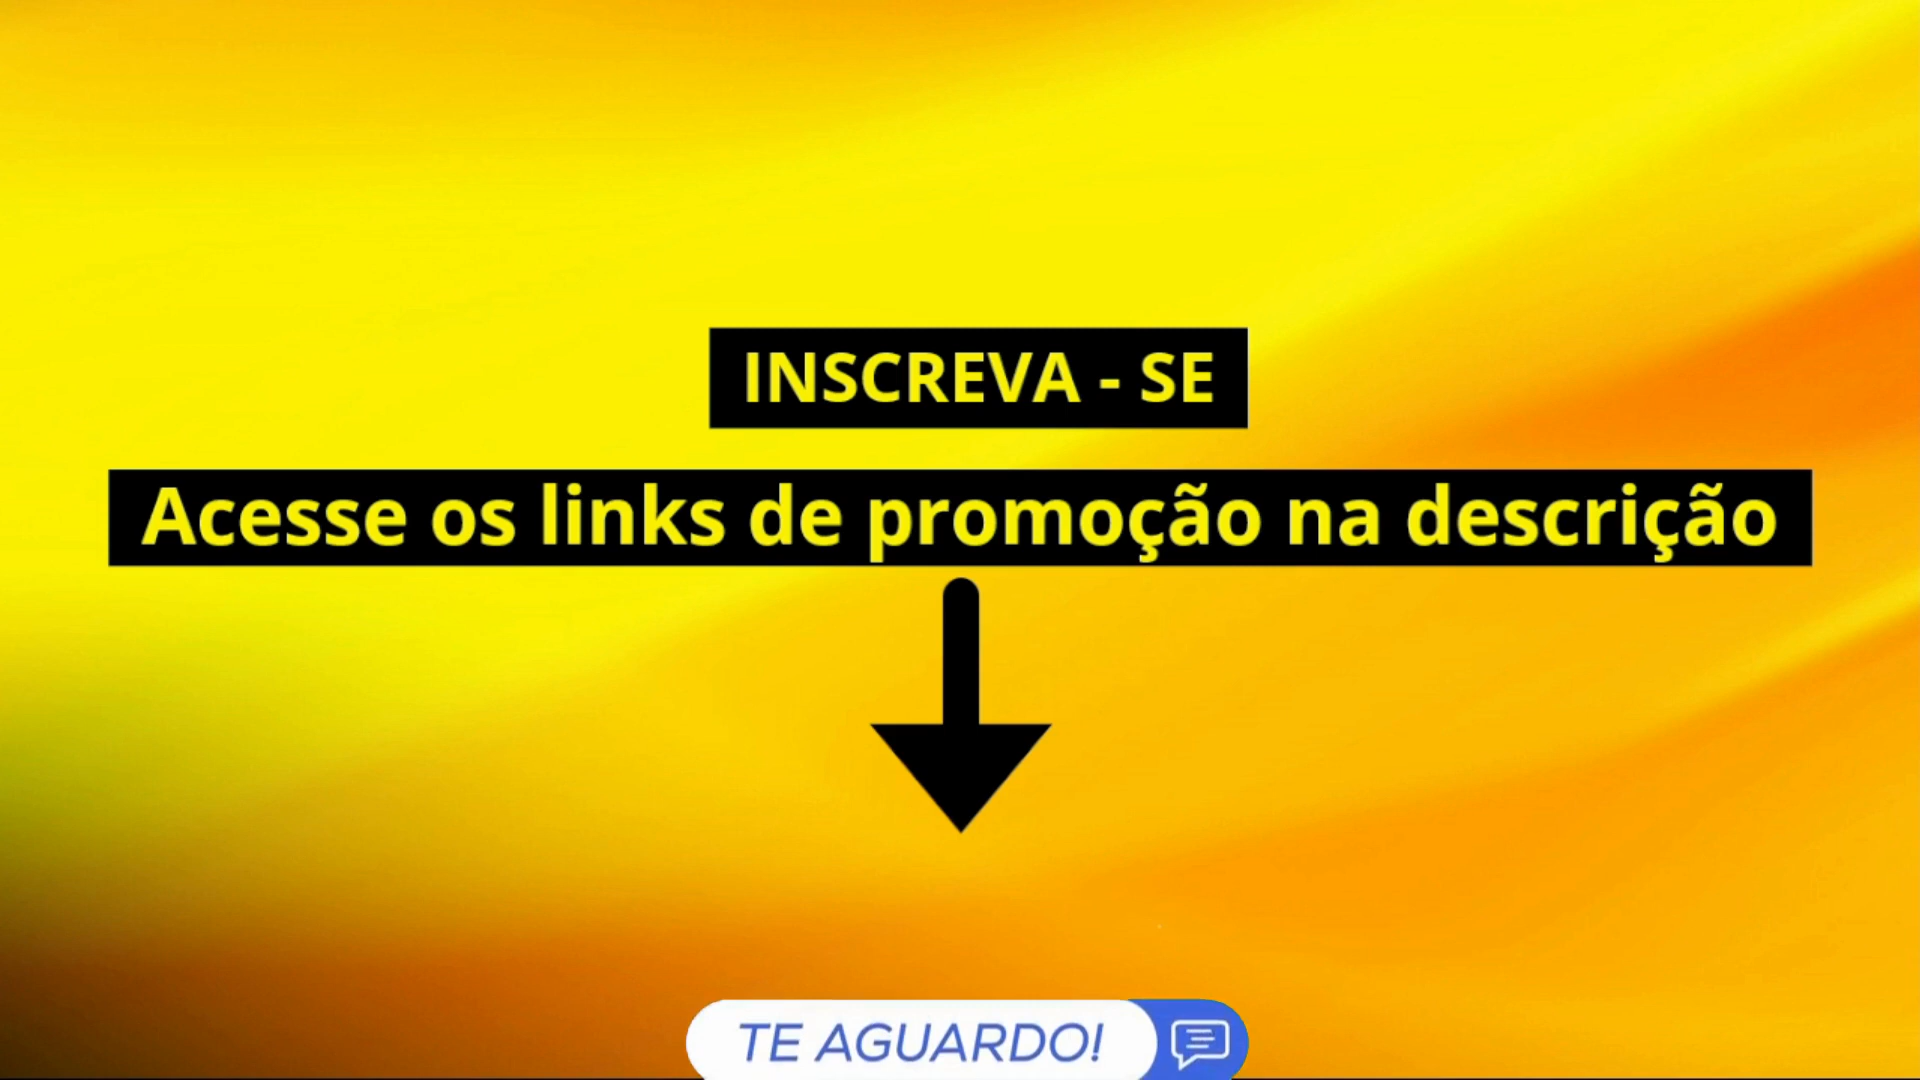 INSCREVA - SE
Acesse os links de promoção na descrição
TE AGUARDO!